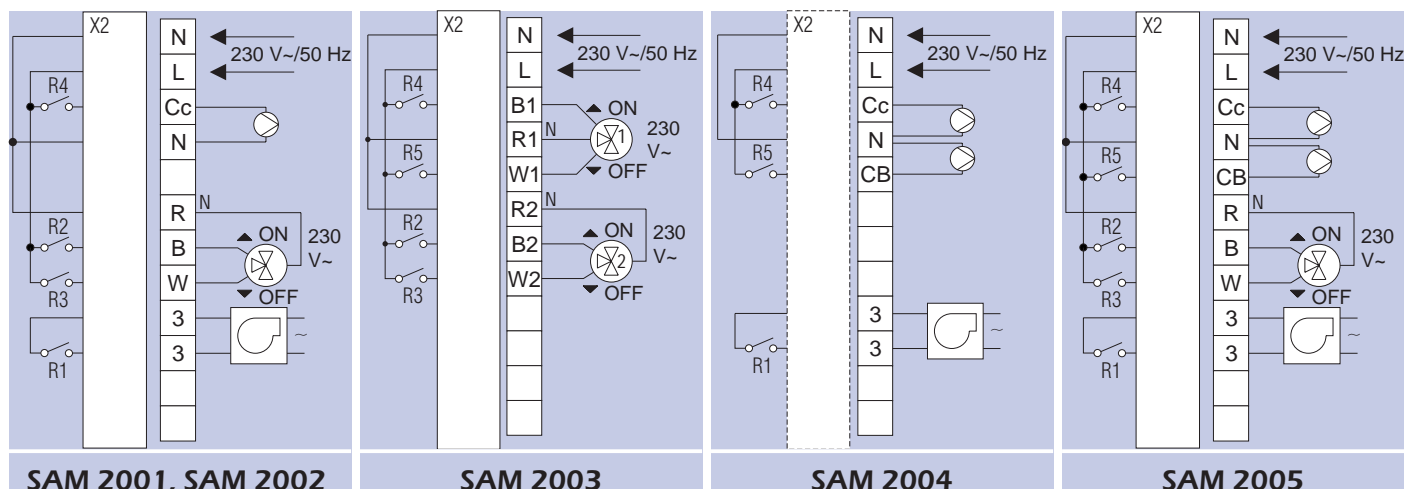 X2
N
L
230 V~/50 Hz
R4
Cc
N
R
N
R2
B
ON
230
V~
W
R3
OFF
3
~
R1
3
SAM 2001, SAM 2002
X2
N
L
230 V~/50 Hz
R4
B1
ON
R1
N
1
230
V~
R5
W1
OFF
R2
N
R2
B2
ON
230
V~
2
R3
W2
OFF
SAM 2003
X2
N
L
230 V~/50 Hz
R4
Cc
N
R5
CB
3
~
R1
3
SAM 2004
X2
N
L
230 V~/50 Hz
R4
Cc
N
R5
CB
R
N
R2
B
ON
230
V~
W
R3
OFF
3
~
R1
3
SAM 2005